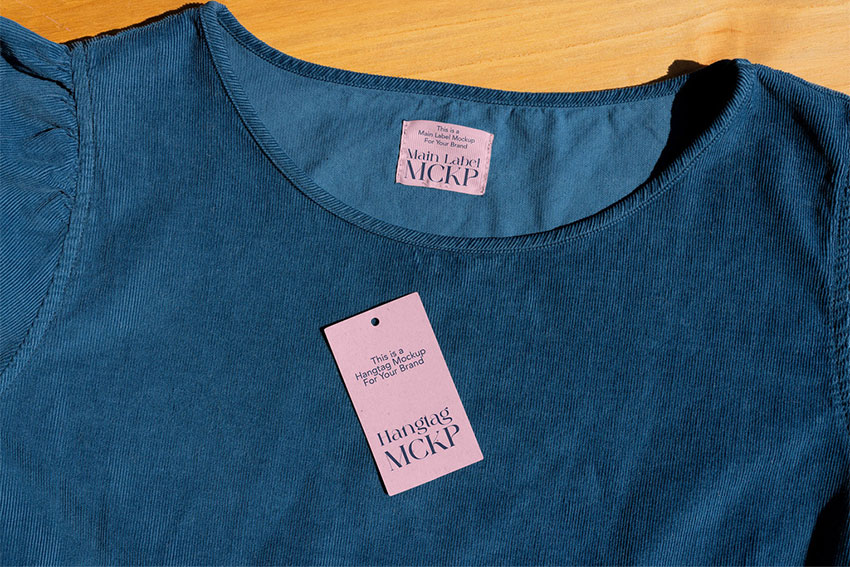 This is a
Main Label Mockup
For Your Brand
Main Label
MCKP
This is a
Hangtag Mockup
For Your Brand
Hangtag
MCKP